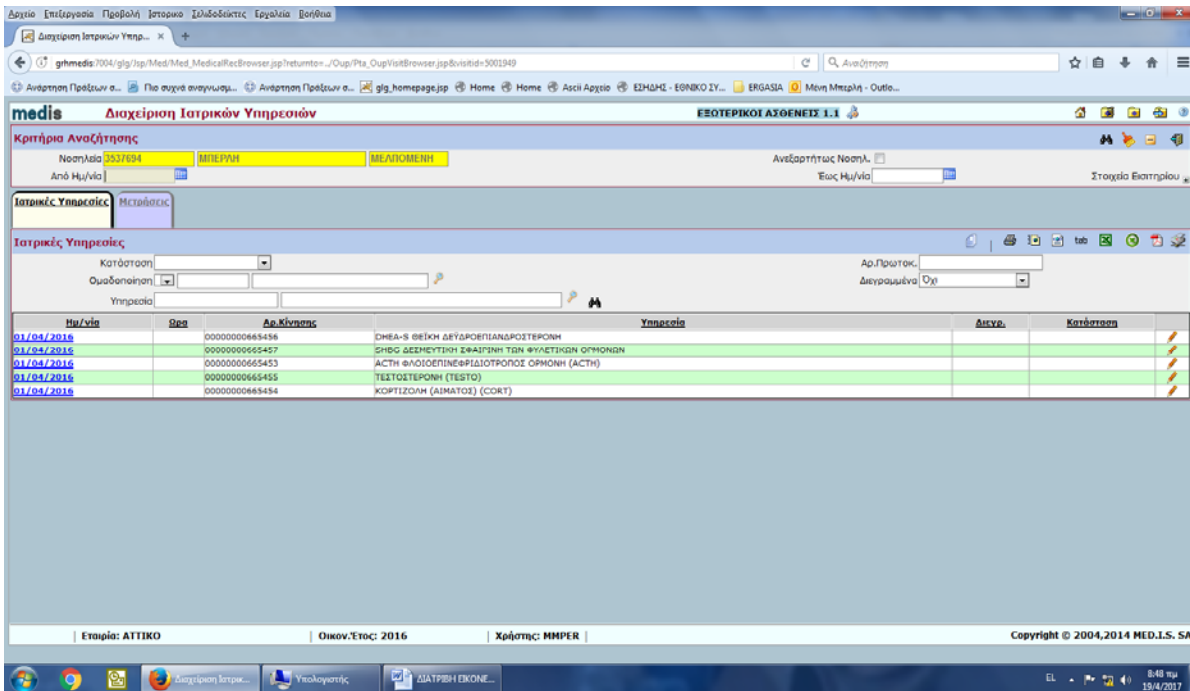 Αρχείο Επεξεργασία Προβολή Ιστορικο Σελιδοδείκτες Εργαλεία Βοήθεια
Διαχείριση Ιατρικών Υπηρ... × +
grhmedis:7004/glg/Jsp/Med/Med_MedicalRecBrowser.jsp?returnto=../Oup/Pta_OupVisitBrowser.jsp&visitid=5001949 Αναζήτηση
Ανάρτηση Πράξεων σ... Πιο συχνά αναγνωσμ... Ανάρτηση Πράξεων σ... glg_homepage.jsp Home Home Ascii Αρχείο ΕΣΗΔΗΣ - ΕΘΝΙΚΟ ΣΥ... ERGASIA Μένη Μπερλή - Outlo...
medis Διαχείριση Ιατρικών Υπηρεσιών ΕΞΩΤΕΡΙΚΟΙ ΑΣΘΕΝΕΙΣ 1.1
Κριτήρια Αναζήτησης
Νοσηλεία 3537694 ΜΠΕΡΛΗ ΜΕΛΠΟΜΕΝΗ Ανεξαρτήτως Νοσηλ.
Από Ημ/νία Έως Ημ/νία Στοιχεία Εισιτηρίου
Ιατρικές Υπηρεσίες Μετρήσεις
Ιατρικές Υπηρεσίες tab
Κατάσταση Αρ.Πρωτοκ.
Ομαδοποίηση Διεγραμμένα Όχι
Υπηρεσία
Ημ/νία Ωρα Αρ.Κίνησης Υπηρεσία Διεγρ. Κατάσταση
01/04/2016 00000000665456 DHEA-S ΘΕΪΚΗ ΔΕΫΔΡΟΕΠΙΑΝΔΡΟΣΤΕΡΟΝΗ
01/04/2016 00000000665457 SHBG ΔΕΣΜΕΥΤΙΚΗ ΣΦΑΙΡΙΝΗ ΤΩΝ ΦΥΛΕΤΙΚΩΝ ΟΡΜΟΝΩΝ
01/04/2016 00000000665453 ACTH ΦΛΟΙΟΕΠΙΝΕΦΡΙΔΙΟΤΡΟΠΟΣ ΟΡΜΟΝΗ (ACTH)
01/04/2016 00000000665455 ΤΕΣΤΟΣΤΕΡΟΝΗ (TESTO)
01/04/2016 00000000665454 ΚΟΡΤΙΖΟΛΗ (ΑΙΜΑΤΟΣ) (CORT)
Εταιρία: ΑΤΤΙΚΟ Οικον.Έτος: 2016 Χρήστης: MMPER Copyright © 2004,2014 MED.I.S. SA
Διαχείριση Ιατρικ... Υπολογιστής ΔΙΑΤΡΙΒΗ ΕΙΚΟΝΕ... EL 8:48 πμ
19/4/2017